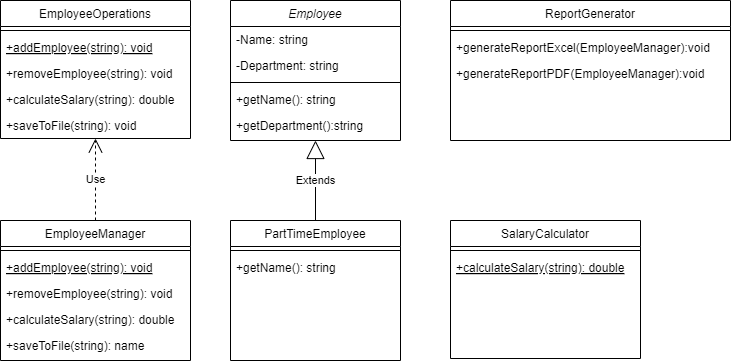 EmployeeOperations
+addEmployee(string): void
+removeEmployee(string): void
+calculateSalary(string): double
+saveToFile(string): void
Employee
-Name: string
-Department: string
+getName(): string
+getDepartment():string
ReportGenerator
+generateReportExcel(EmployeeManager):void
+generateReportPDF(EmployeeManager):void
Use
Extends
EmployeeManager
+addEmployee(string): void
+removeEmployee(string): void
+calculateSalary(string): double
+saveToFile(string): name
PartTimeEmployee
+getName(): string
SalaryCalculator
+calculateSalary(string): double